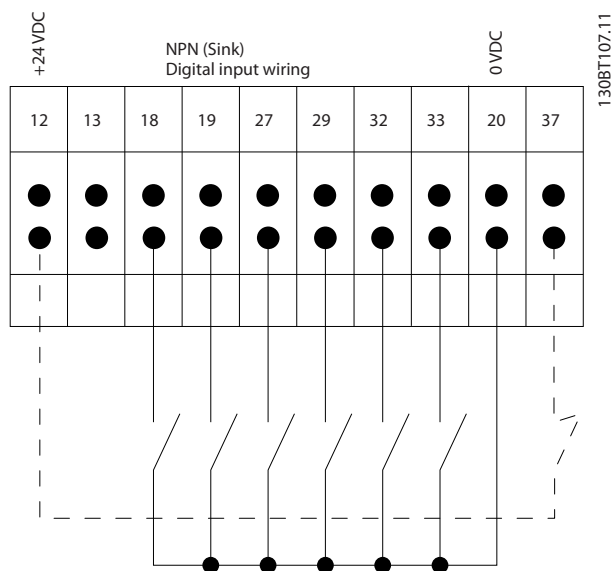 +24 VDC
NPN (Sink)
Digital input wiring
0 VDC
130BT107.11
12 13 18 19 27 29 32 33 20 37